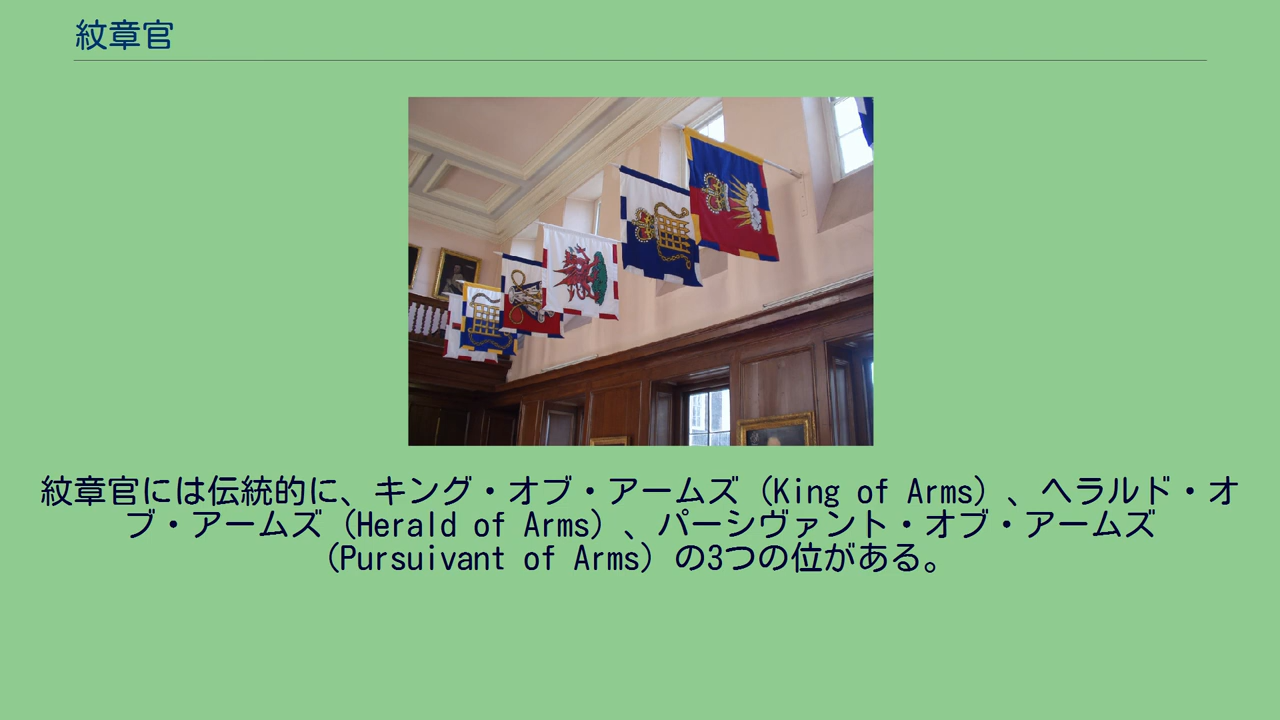 紋章官
紋章官には伝統的に、キング・オブ・アームズ（King of Arms）、ヘラルド・オ
ブ・アームズ（Herald of Arms）、パーシヴァント・オブ・アームズ
（Pursuivant of Arms）の3つの位がある。